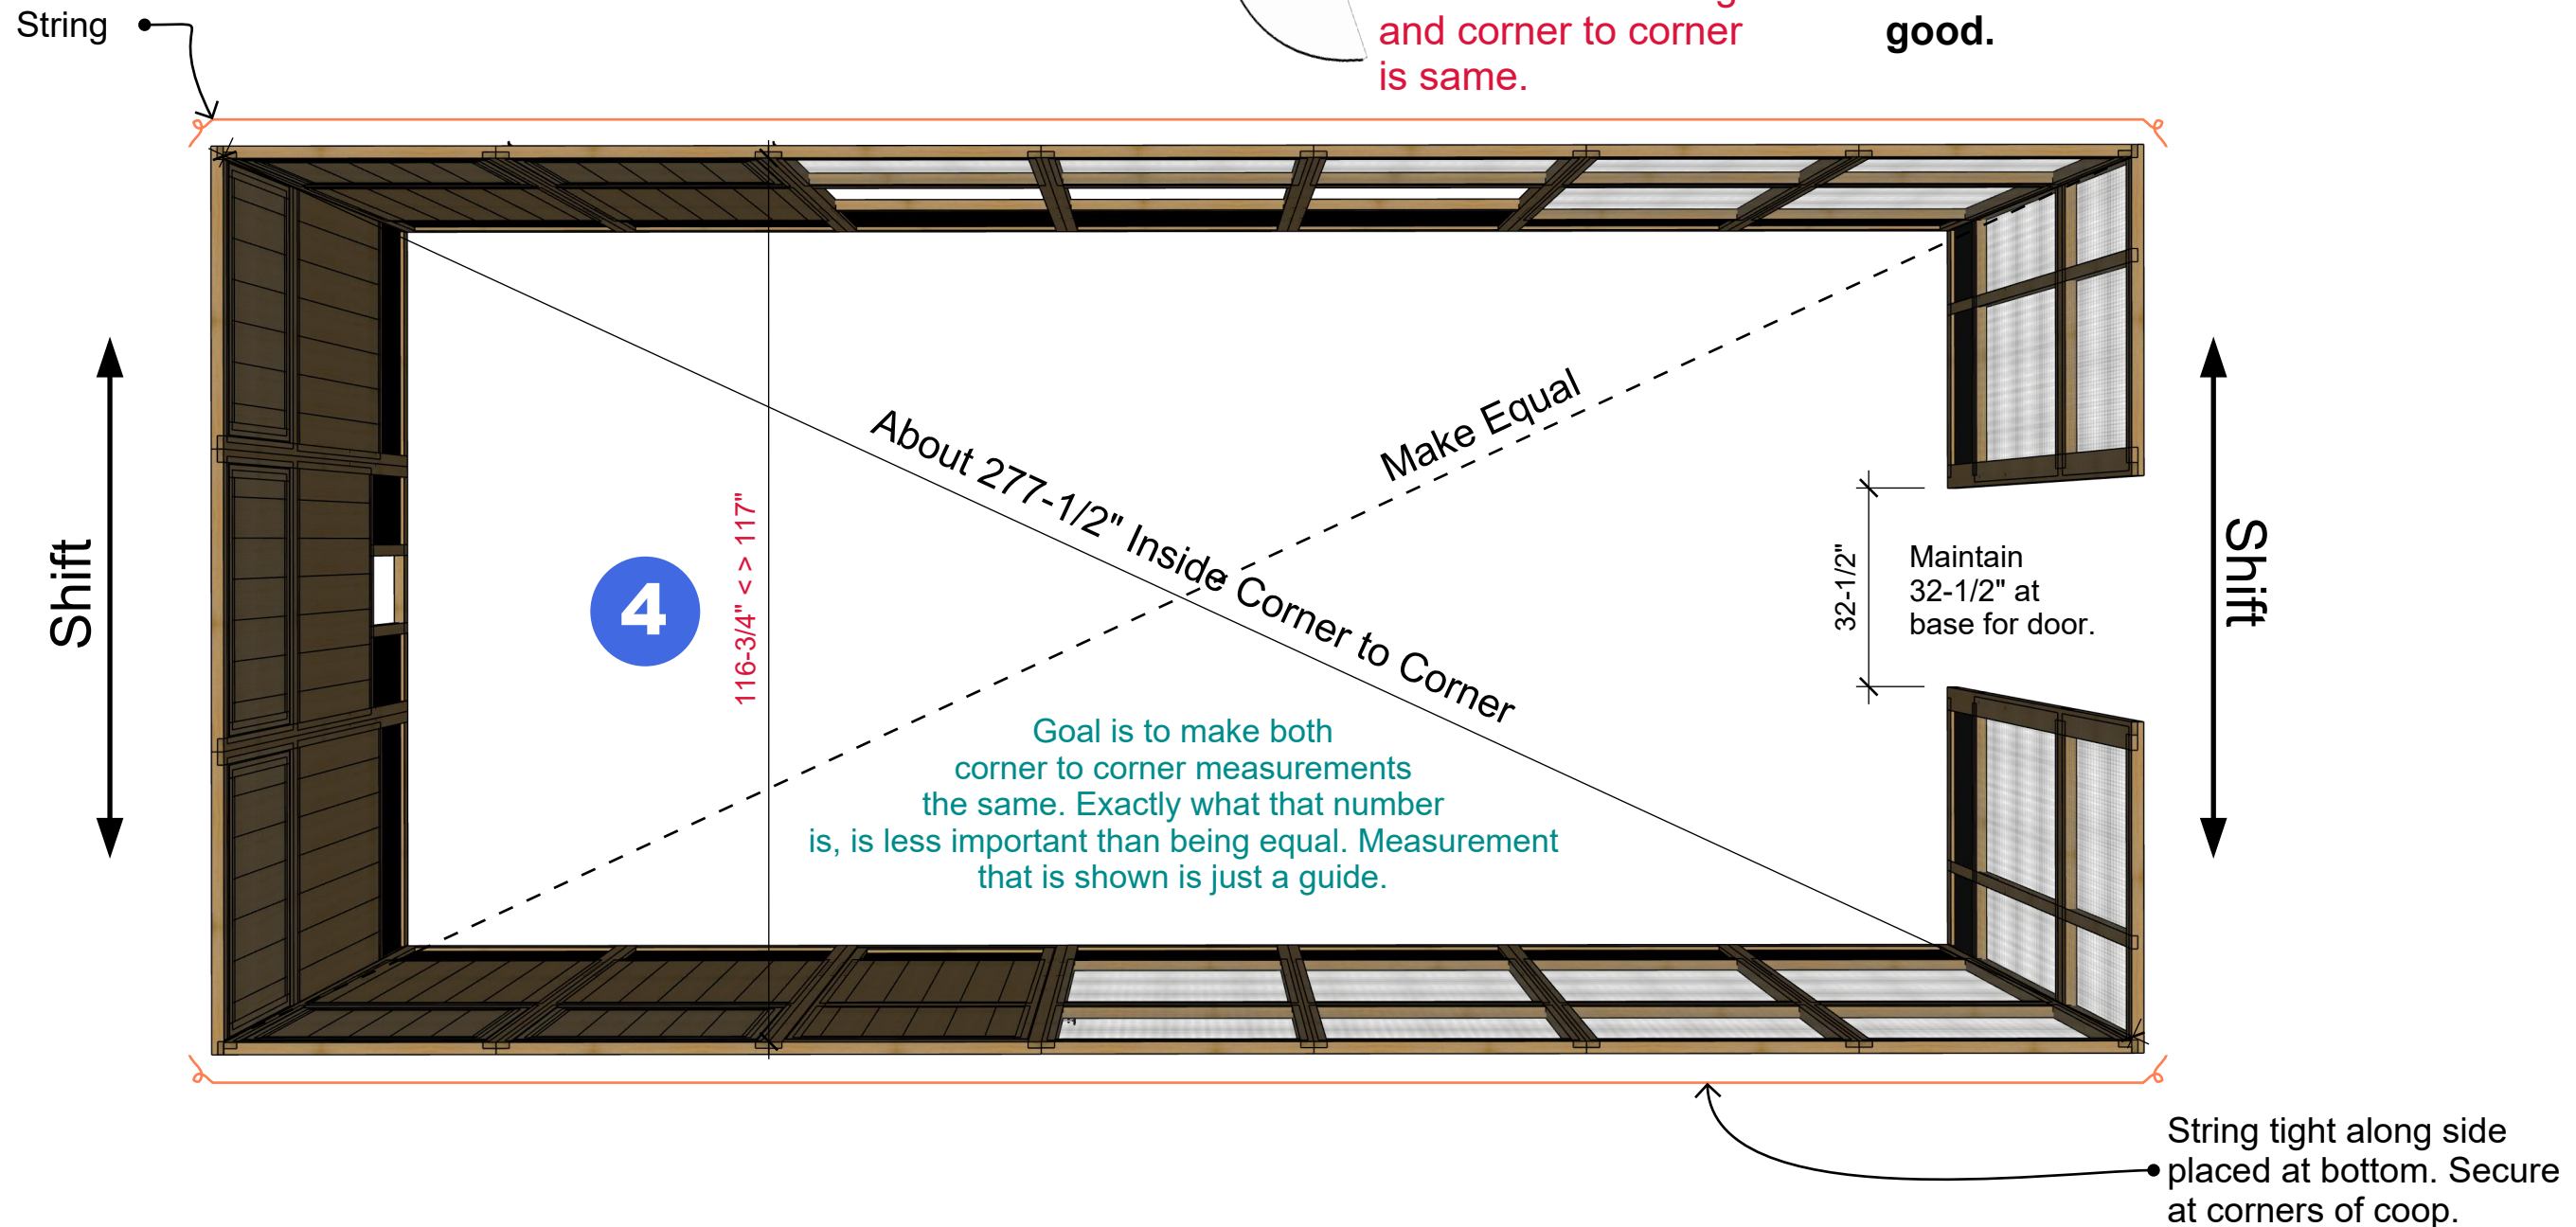 String
and corner to corner
is same.
good.
Shift
4
116-3/4" < > 117"
About 277-1/2" Inside Corner to Corner
Make Equal
32-1/2"
Maintain
32-1/2" at
base for door.
Shift
Goal is to make both
corner to corner measurements
the same. Exactly what that number
is, is less important than being equal. Measurement
that is shown is just a guide.
String tight along side
placed at bottom. Secure
at corners of coop.